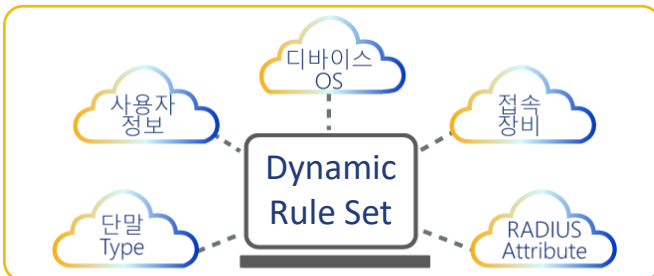 디바이스
OS
사용자
정보
접속
장비
Dynamic
Rule Set
단말
Type
RADIUS
Attribute